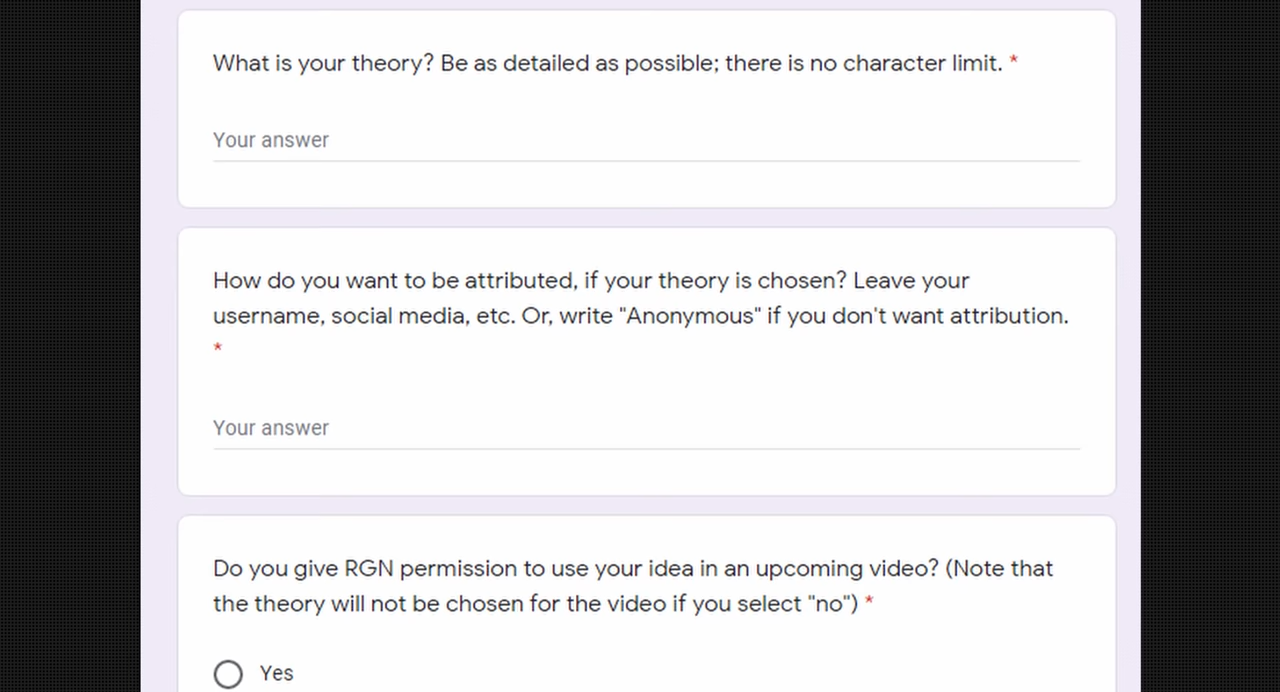 What is your theory? Be as detailed as possible; there is no character limit. *
Your answer
How do you want to be attributed, if your theory is chosen? Leave your
username, social media, etc. Or, write "Anonymous" if you don't want attribution.
*
Your answer
Do you give RGN permission to use your idea in an upcoming video? (Note that
the theory will not be chosen for the video if you select "no") *
Yes